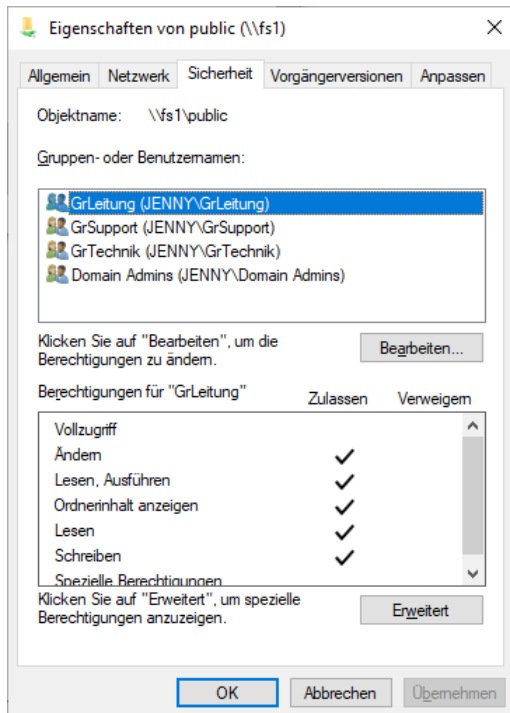 Eigenschaften von public (\\fs1)
Allgemein Netzwerk Sicherheit Vorgängerversionen Anpassen
Objektname: \\fs1\public
Gruppen- oder Benutzernamen:
GrLeitung (JENNY\GrLeitung)
GrSupport (JENNY\GrSupport)
GrTechnik (JENNY\GrTechnik)
Domain Admins (JENNY\Domain Admins)
Klicken Sie auf "Bearbeiten", um die
Berechtigungen zu ändern.
Bearbeiten...
Berechtigungen für "GrLeitung" Zulassen Verweigern
Vollzugriff
Ändern
Lesen, Ausführen
Ordnerinhalt anzeigen
Lesen
Schreiben
Spezielle Berechtigungen
Klicken Sie auf "Erweitert", um spezielle
Berechtigungen anzuzeigen.
Erweitert
OK Abbrechen Übernehmen